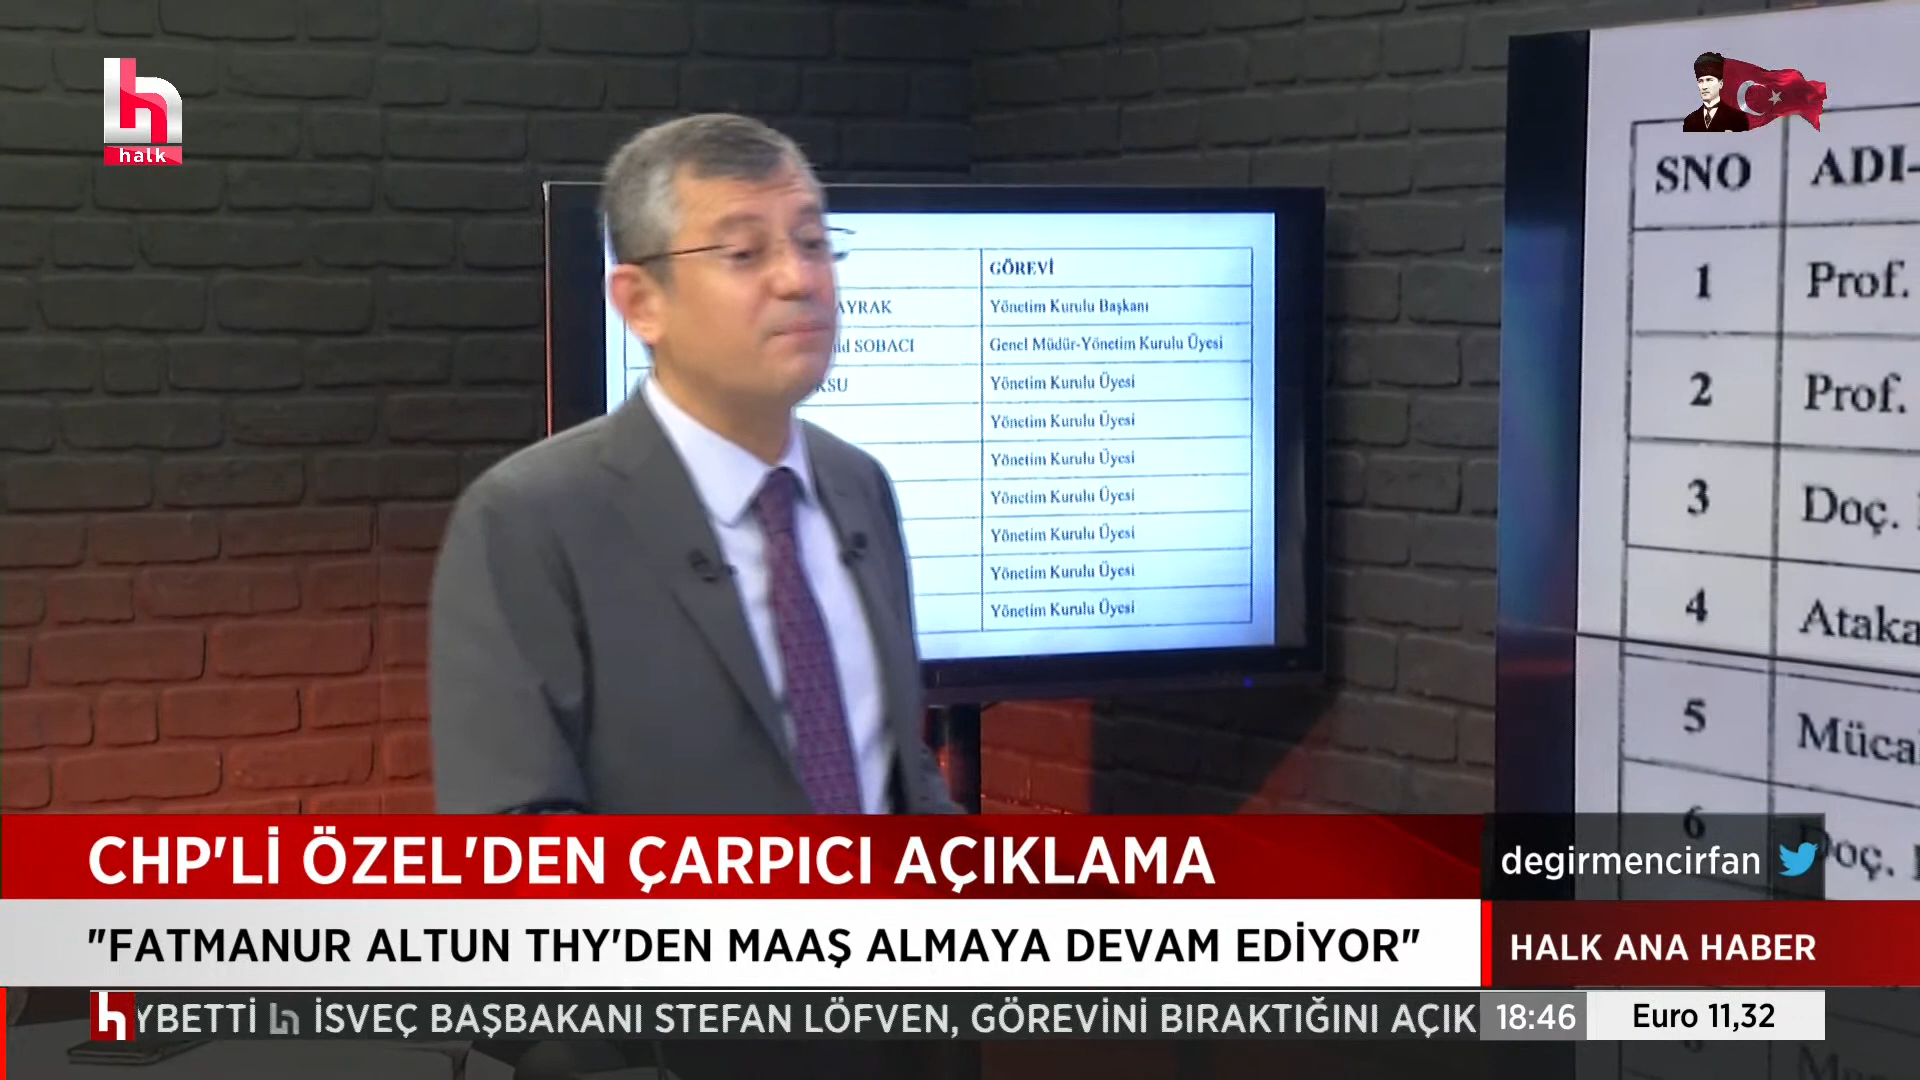 halk
GÖREVİ
AYRAK Yönetim Kurulu Başkanı
SOBACI Genel Müdür-Yönetim Kurulu Üyesi
KSU Yönetim Kurulu Üyesi
Yönetim Kurulu Üyesi
Yönetim Kurulu Üyesi
Yönetim Kurulu Üyesi
Yönetim Kurulu Üyesi
Yönetim Kurulu Üyesi
Yönetim Kurulu Üyesi
SNO ADI-
1 Prof.
2 Prof.
3 Doç.
4 Ataka
5 Müca
6 Doç.
CHP'Lİ ÖZEL'DEN ÇARPICI AÇIKLAMA
degirmencirfan
"FATMANUR ALTUN THY'DEN MAAŞ ALMAYA DEVAM EDİYOR"
HALK ANA HABER
YBETTİ İSVEÇ BAŞBAKANI STEFAN LÖFVEN, GÖREVİNİ BIRAKTIĞINI AÇIK
18:46
Euro 11,32